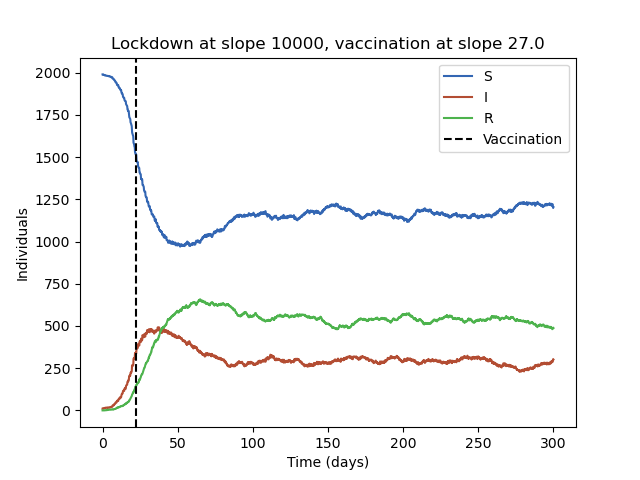 Lockdown at slope 10000, vaccination at slope 27.0
S
I
R
Vaccination
Individuals
2000
1750
1500
1250
1000
750
500
250
0
0 50 100 150 200 250 300
Time (days)